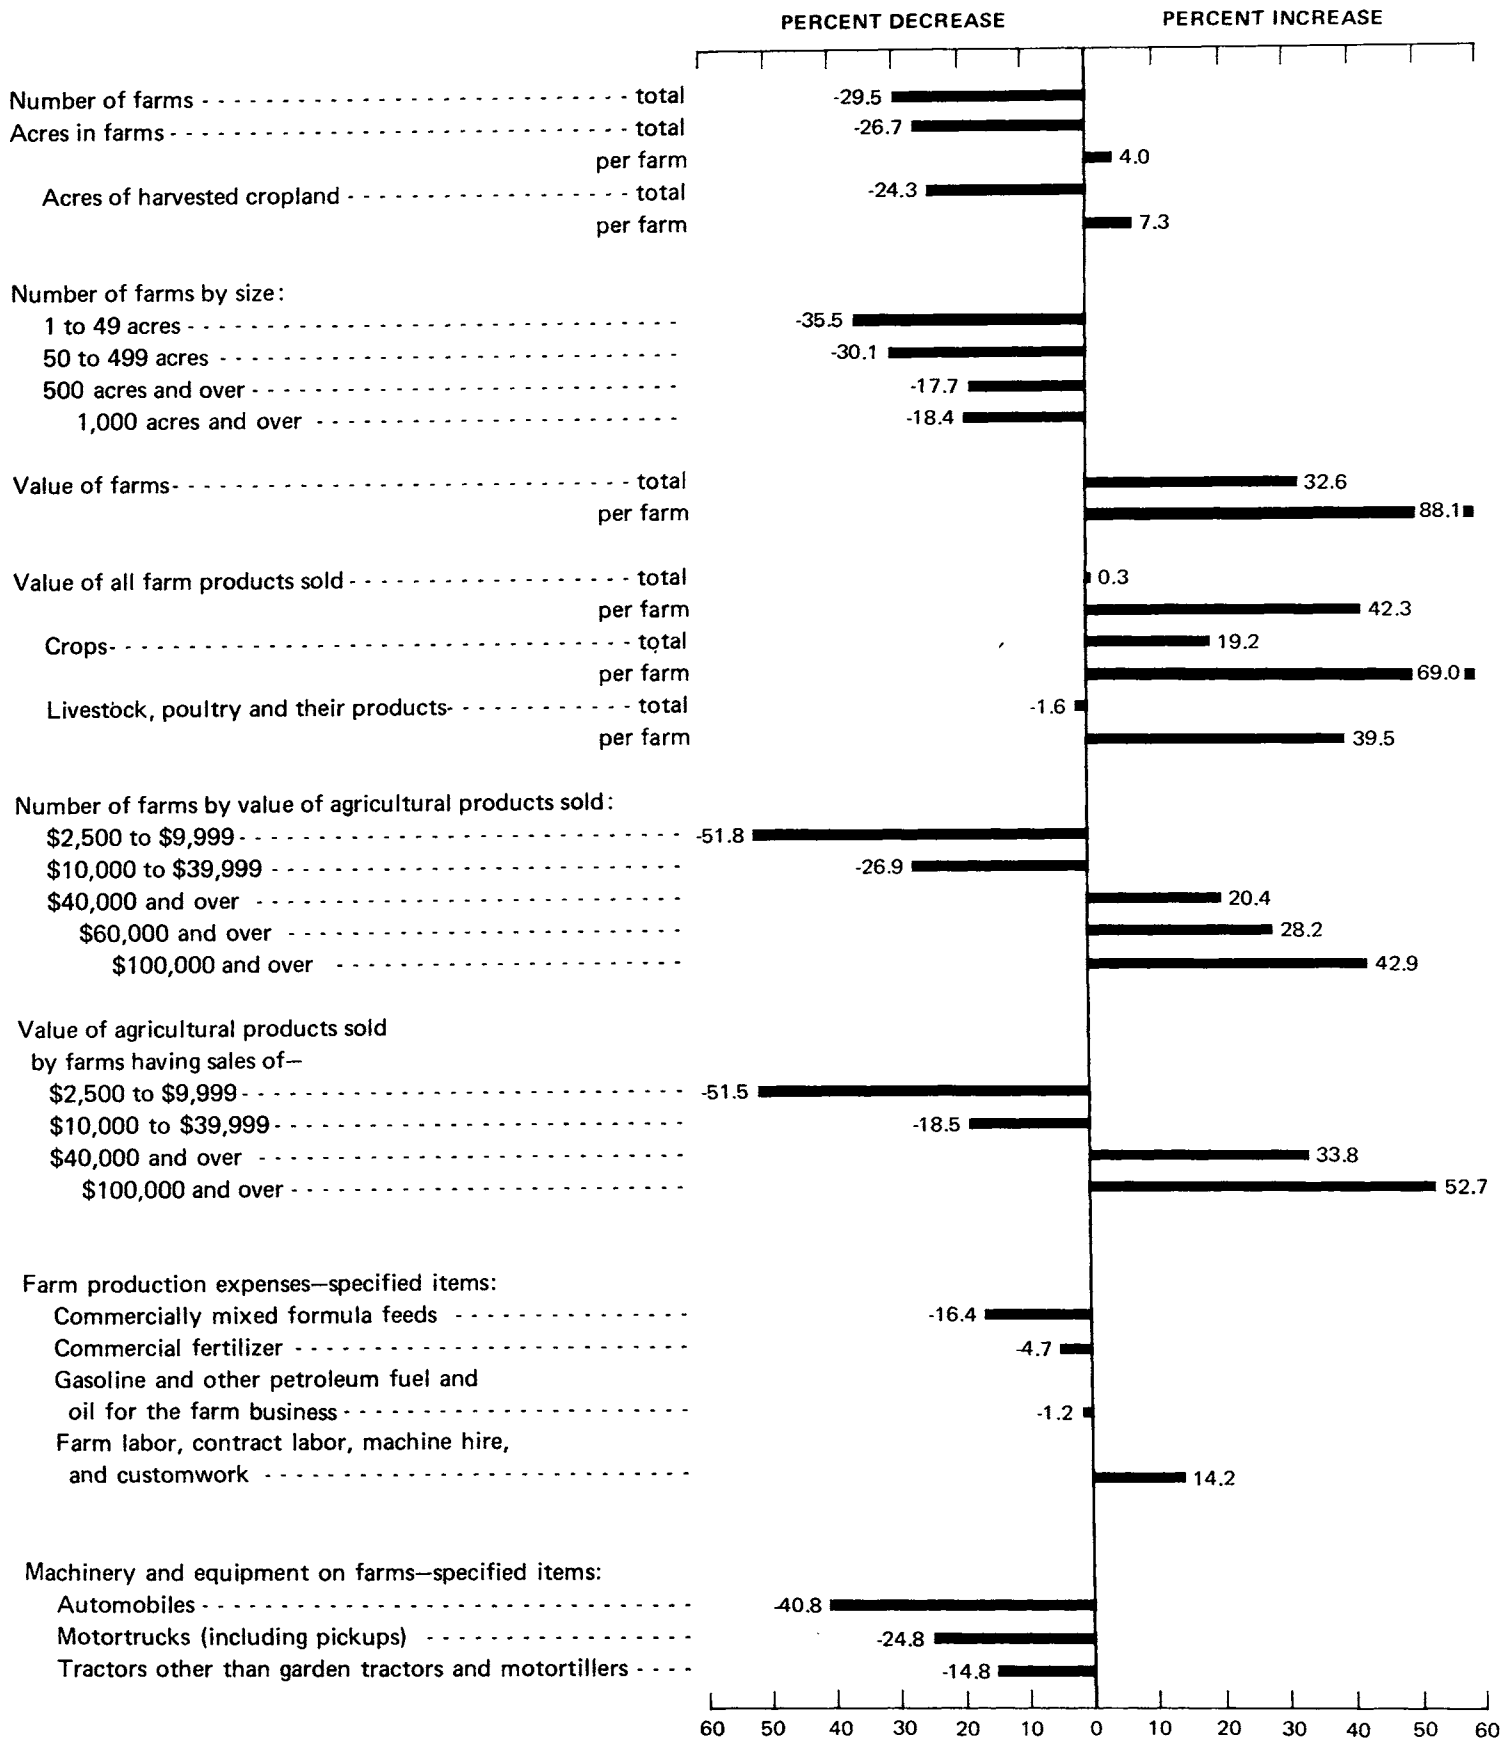 PERCENT DECREASE PERCENT INCREASE
Number of farms - - - - - - - - - - - - - - - - - - - - - - - - - - - total -29.5
Acres in farms - - - - - - - - - - - - - - - - - - - - - - - - - - - - - total -26.7
per farm 4.0
Acres of harvested cropland - - - - - - - - - - - - - - - - - - total -24.3
per farm 7.3
Number of farms by size:
1 to 49 acres - - - - - - - - - - - - - - - - - - - - - - - - - - - - - - - -35.5
50 to 499 acres - - - - - - - - - - - - - - - - - - - - - - - - - - - - - -30.1
500 acres and over - - - - - - - - - - - - - - - - - - - - - - - - - - - -17.7
1,000 acres and over - - - - - - - - - - - - - - - - - - - - - - - -18.4
Value of farms - - - - - - - - - - - - - - - - - - - - - - - - - - - - - total 32.6
per farm 88.1
Value of all farm products sold - - - - - - - - - - - - - - - - - - total 0.3
per farm 42.3
Crops - - - - - - - - - - - - - - - - - - - - - - - - - - - - - - - - - total 19.2
per farm 69.0
Livestock, poultry and their products - - - - - - - - - - - - total -1.6
per farm 39.5
Number of farms by value of agricultural products sold:
$2,500 to $9,999 - - - - - - - - - - - - - - - - - - - - - - - - - - - - -51.8
$10,000 to $39,999 - - - - - - - - - - - - - - - - - - - - - - - - - - -26.9
$40,000 and over - - - - - - - - - - - - - - - - - - - - - - - - - - - 20.4
$60,000 and over - - - - - - - - - - - - - - - - - - - - - - - - - 28.2
$100,000 and over - - - - - - - - - - - - - - - - - - - - - - 42.9
Value of agricultural products sold
by farms having sales of—
$2,500 to $9,999 - - - - - - - - - - - - - - - - - - - - - - - - - - - - -51.5
$10,000 to $39,999 - - - - - - - - - - - - - - - - - - - - - - - - - - -18.5
$40,000 and over - - - - - - - - - - - - - - - - - - - - - - - - - - - 33.8
$100,000 and over - - - - - - - - - - - - - - - - - - - - - - - - - 52.7
Farm production expenses—specified items:
Commercially mixed formula feeds - - - - - - - - - - - - - - -16.4
Commercial fertilizer - - - - - - - - - - - - - - - - - - - - - - - - - -4.7
Gasoline and other petroleum fuel and
oil for the farm business - - - - - - - - - - - - - - - - - - - - - - -1.2
Farm labor, contract labor, machine hire,
and customwork - - - - - - - - - - - - - - - - - - - - - - - - - - - 14.2
Machinery and equipment on farms—specified items:
Automobiles - - - - - - - - - - - - - - - - - - - - - - - - - - - - - - - -40.8
Motortrucks (including pickups) - - - - - - - - - - - - - - - - -24.8
Tractors other than garden tractors and motortillers - - - - -14.8
60 50 40 30 20 10 0 10 20 30 40 50 60